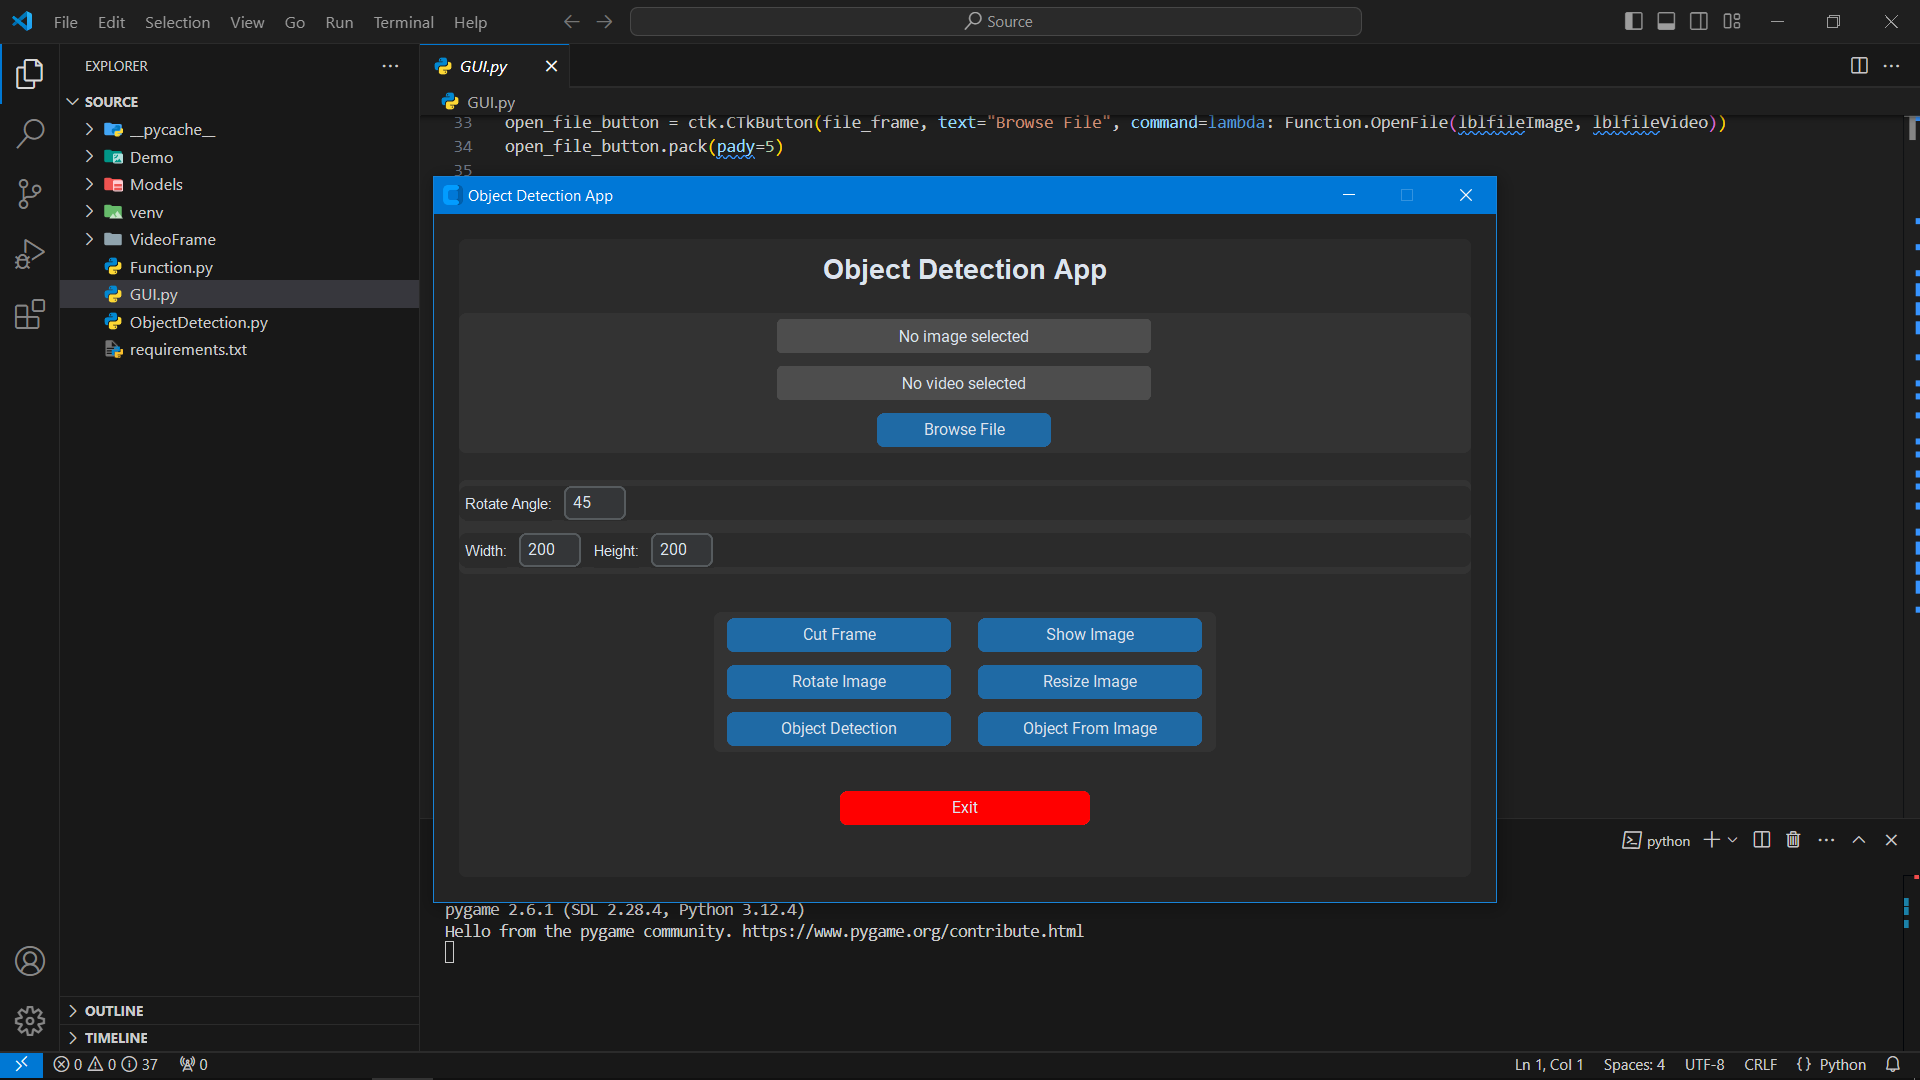 File Edit Selection View Go Run Terminal Help
Source
EXPLORER
SOURCE
__pycache__
Demo
Models
venv
VideoFrame
Function.py
GUI.py
ObjectDetection.py
requirements.txt
OUTLINE
TIMELINE
GUI.py
GUI.py
33 open_file_button = ctk.CTkButton(file_frame, text="Browse File", command=lambda: Function.OpenFile(lblfileImage, lblfileVideo))
34 open_file_button.pack(pady=5)
35
Object Detection App
Object Detection App
No image selected
No video selected
Browse File
Rotate Angle: 45
Width: 200 Height: 200
Cut Frame Show Image
Rotate Image Resize Image
Object Detection Object From Image
Exit
python
pygame 2.6.1 (SDL 2.28.4, Python 3.12.4)
Hello from the pygame community. https://www.pygame.org/contribute.html
0 0 37 0 Ln 1, Col 1 Spaces: 4 UTF-8 CRLF {} Python